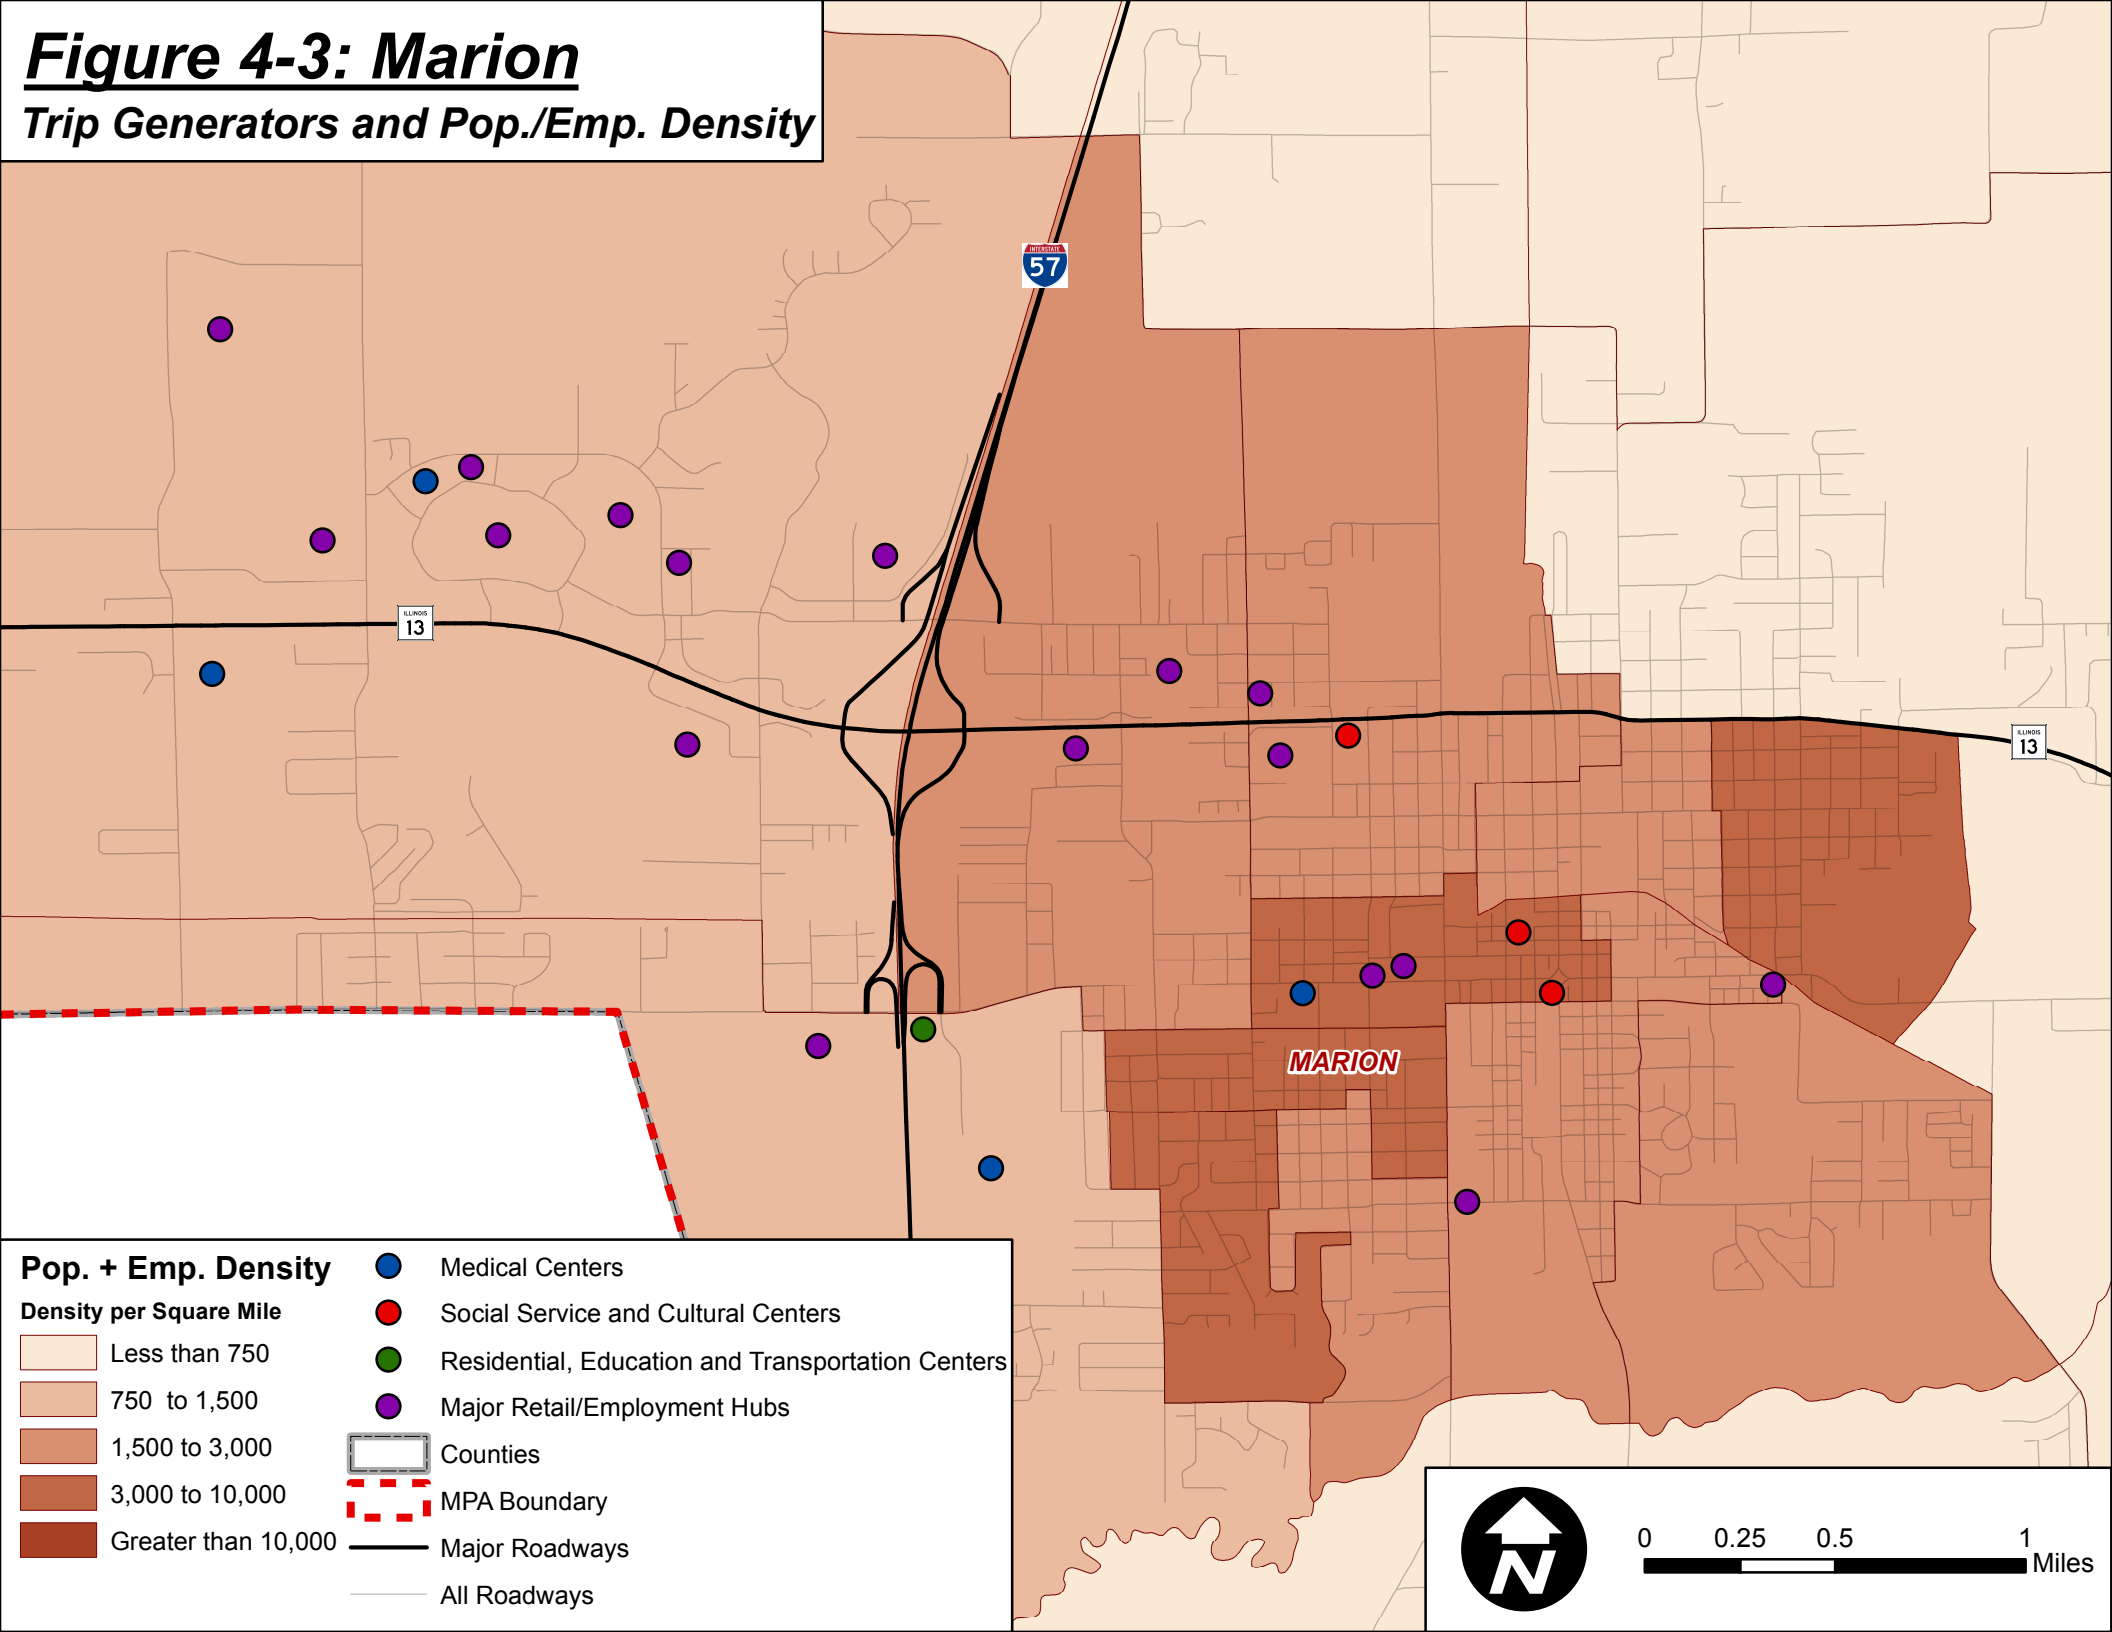 Figure 4-3: Marion
Trip Generators and Pop./Emp. Density
INTERSTATE
57
ILLINOIS
13
ILLINOIS
13
MARION
Pop. + Emp. Density
Density per Square Mile
Less than 750
750 to 1,500
1,500 to 3,000
3,000 to 10,000
Greater than 10,000
Medical Centers
Social Service and Cultural Centers
Residential, Education and Transportation Centers
Major Retail/Employment Hubs
Counties
MPA Boundary
Major Roadways
All Roadways
N
0 0.25 0.5 1
Miles